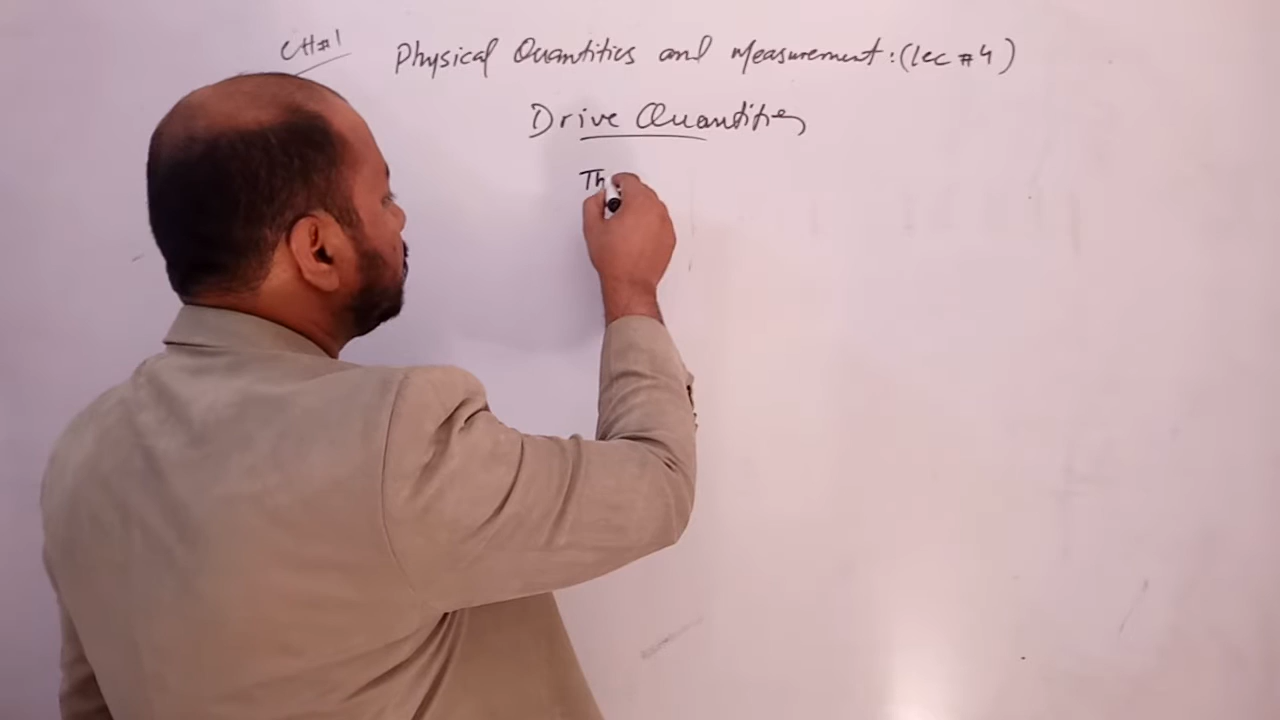 CH#1
Physical Quantities and Measurement:(lec #4)
Drive Quantities
Th